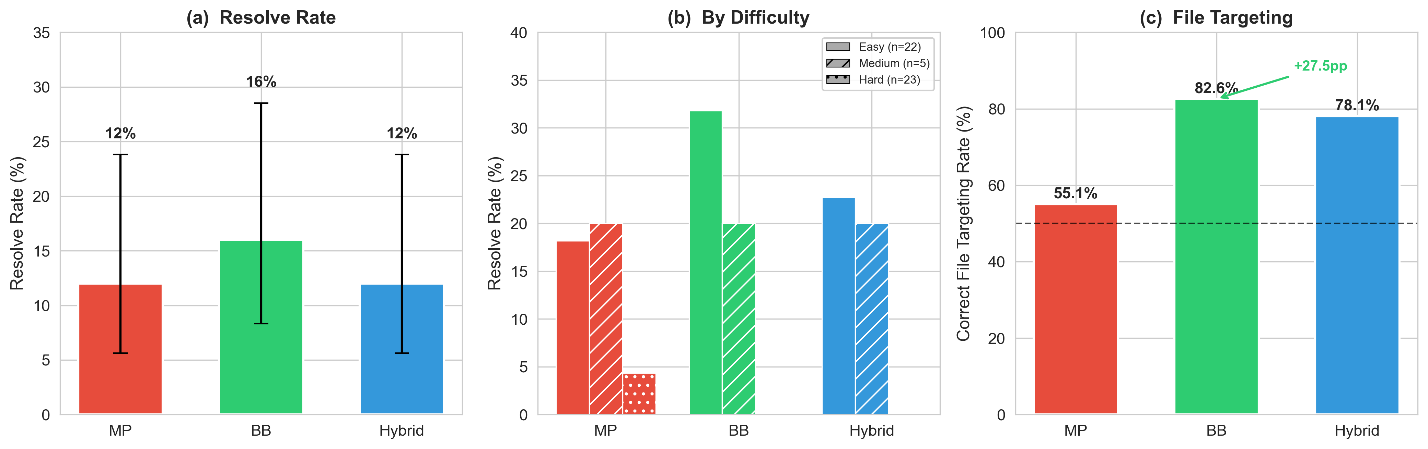 (a) Resolve Rate
Resolve Rate (%)
35
30
25
20
15
10
5
0
12%
16%
12%
MP
BB
Hybrid
(b) By Difficulty
Resolve Rate (%)
40
35
30
25
20
15
10
5
0
Easy (n=22)
Medium (n=5)
Hard (n=23)
MP
BB
Hybrid
(c) File Targeting
Correct File Targeting Rate (%)
100
80
60
40
20
0
+27.5pp
55.1%
82.6%
78.1%
MP
BB
Hybrid